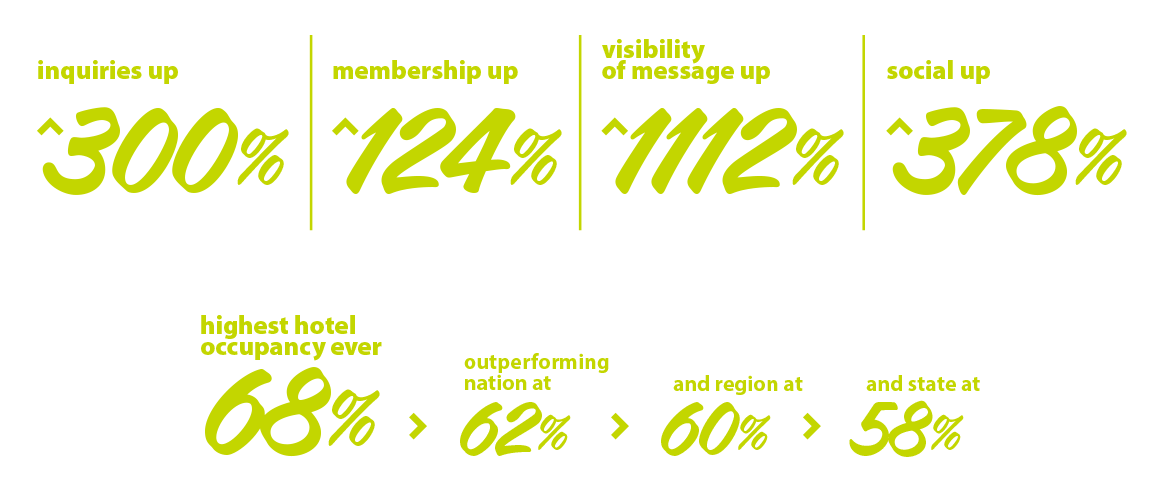 inquiries up
^300%
membership up
^124%
visibility
of message up
^1112%
social up
^378%
highest hotel
occupancy ever
68%
>
outperforming
nation at
62%
>
and region at
60%
>
and state at
58%